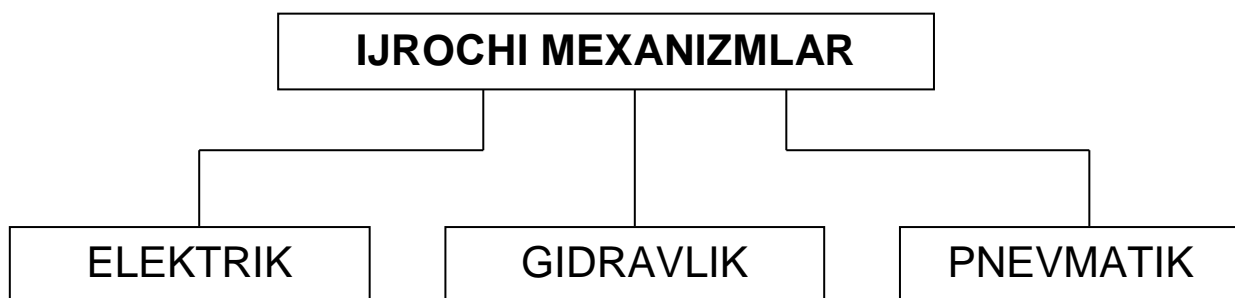 IJROCHI MEXANIZMLAR
ELEKTRIK
GIDRAVLIK
PNEVMATIK